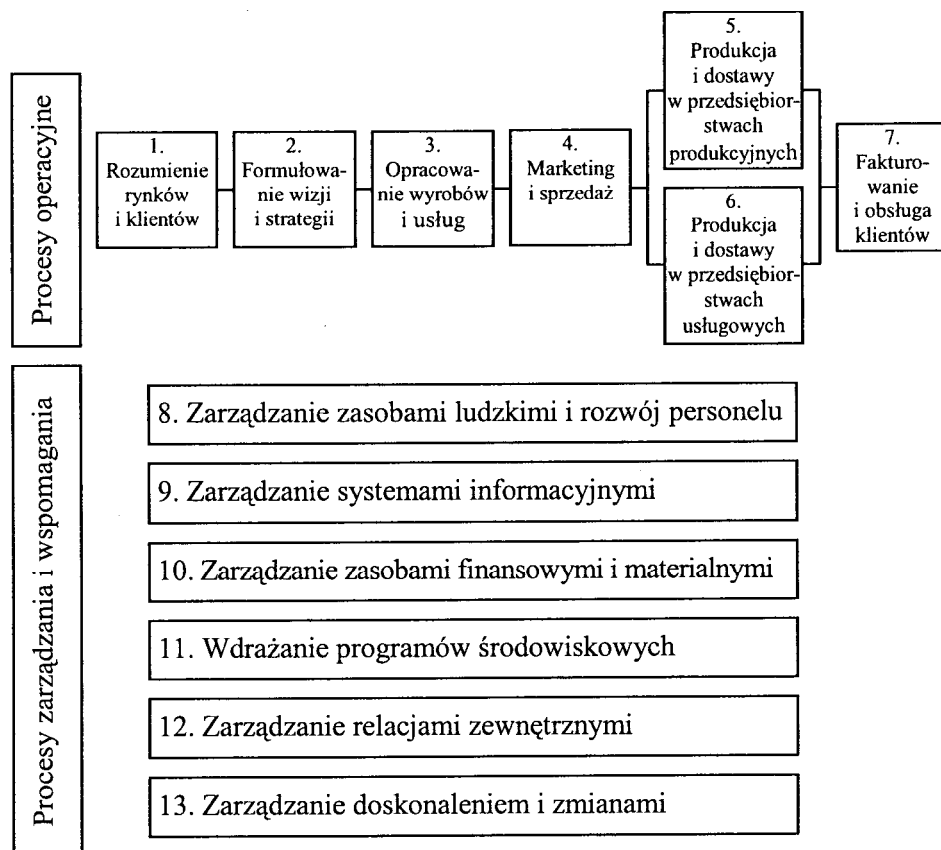 Procesy operacyjne
1.
Rozumienie
rynków
i klientów
2.
Formułowa-
nie wizji
i strategii
3.
Opracowa-
nie wyrobów
i usług
4.
Marketing
i sprzedaż
5.
Produkcja
i dostawy
w przedsiębior-
stwach
produkcyjnych
6.
Produkcja
i dostawy
w przedsiębior-
stwach
usługowych
7.
Faktu-
rowanie
i obsługa
klientów
Procesy zarządzania i wspomagania
8. Zarządzanie zasobami ludzkimi i rozwój personelu
9. Zarządzanie systemami informacyjnymi
10. Zarządzanie zasobami finansowymi i materialnymi
11. Wdrażanie programów środowiskowych
12. Zarządzanie relacjami zewnętrznymi
13. Zarządzanie doskonaleniem i zmianami